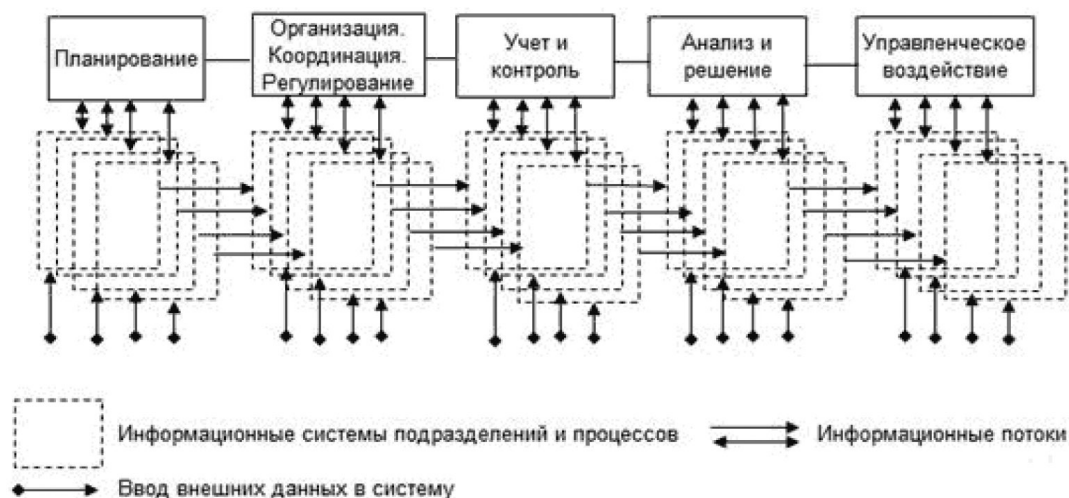 Планирование
Организация.
Координация.
Регулирование
Учет и
контроль
Анализ и
решение
Управленческое
воздействие
Информационные системы подразделений и процессов
Информационные потоки
Ввод внешних данных в систему